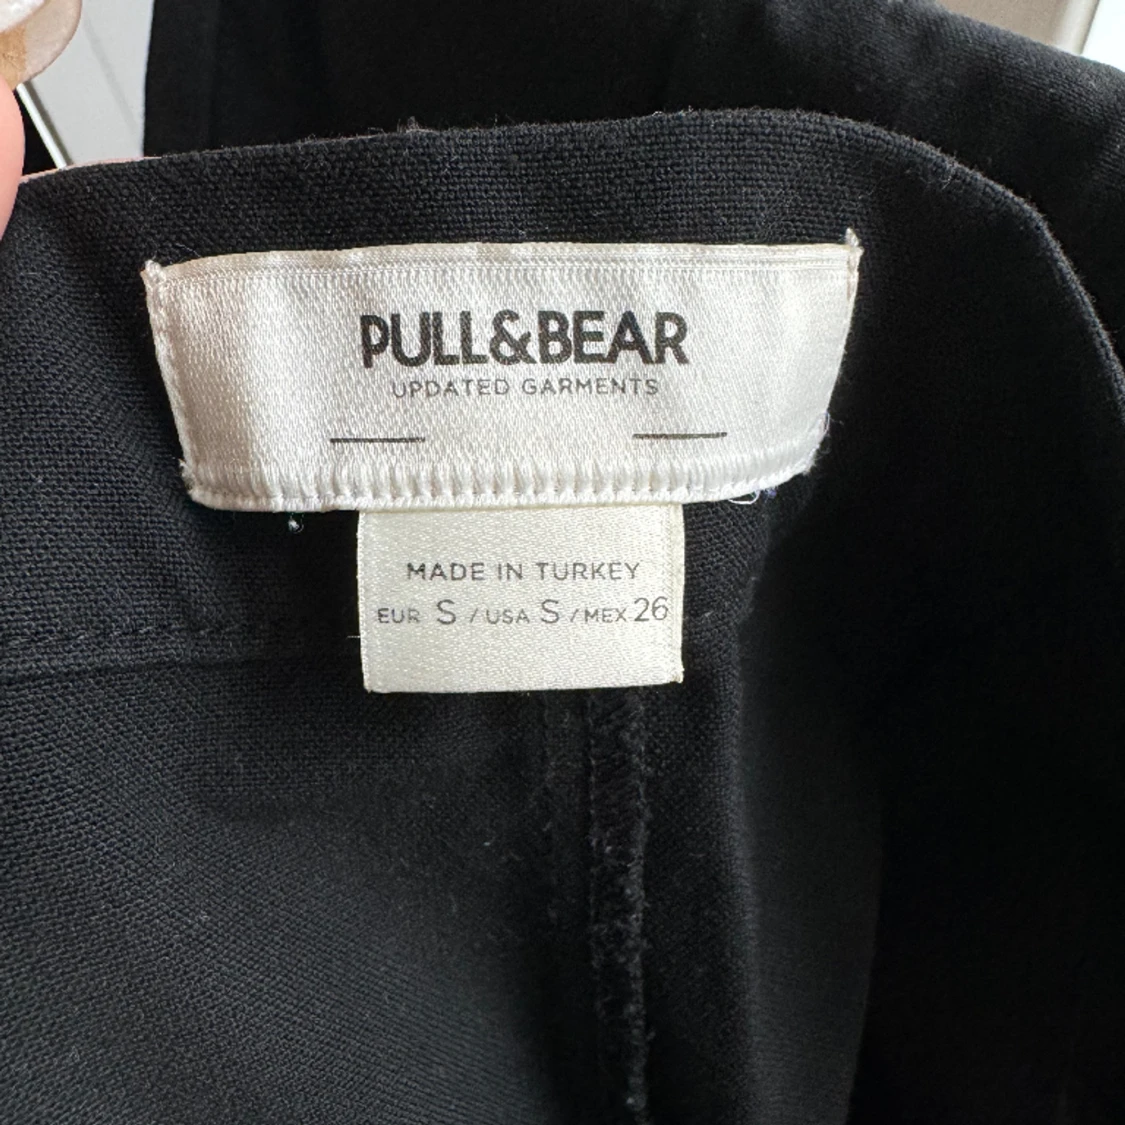 PULL&BEAR
UPDATED GARMENTS
MADE IN TURKEY
EUR S / USA S / MEX 26